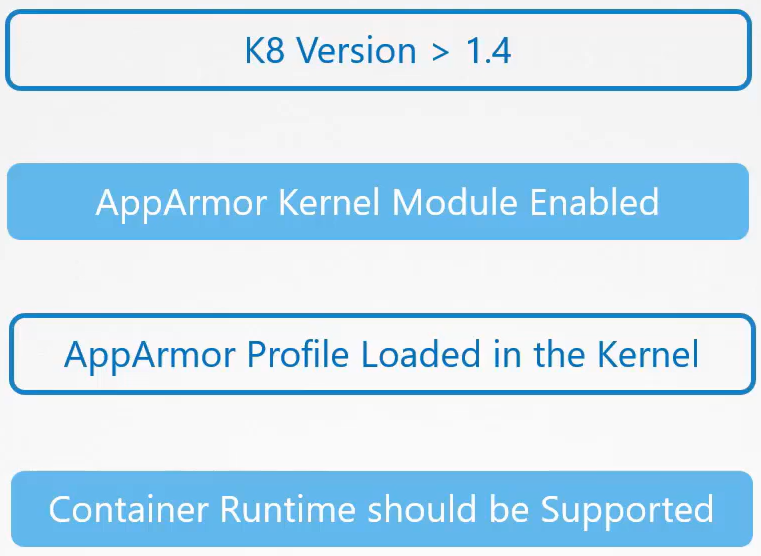 K8 Version > 1.4
AppArmor Kernel Module Enabled
AppArmor Profile Loaded in the Kernel
Container Runtime should be Supported